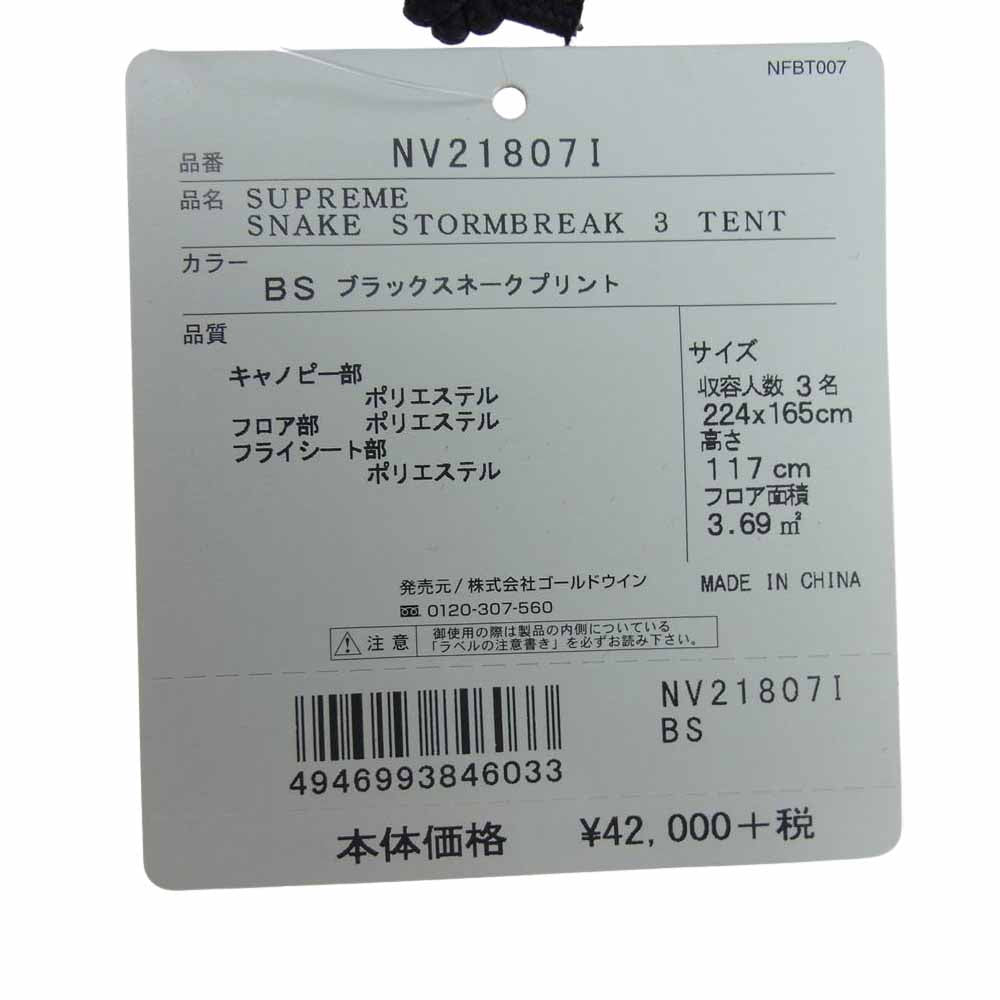 NFBT007
品番 NV21807I
品名 SUPREME
SNAKE STORMBREAK 3 TENT
カラー
BS ブラックスネークプリント
品質
キャノピー部
ポリエステル
フロア部 ポリエステル
フライシート部
ポリエステル
サイズ
収容人数 3名
224x165cm
高さ
117cm
フロア面積
3.69㎡
発売元/株式会社ゴールドウイン
0120-307-560
MADE IN CHINA
注意
御使用の際は製品の内側についている
「ラベルの注意書き」を必ずお読み下さい。
4946993846033
NV21807I
BS
本体価格 ¥42,000+税